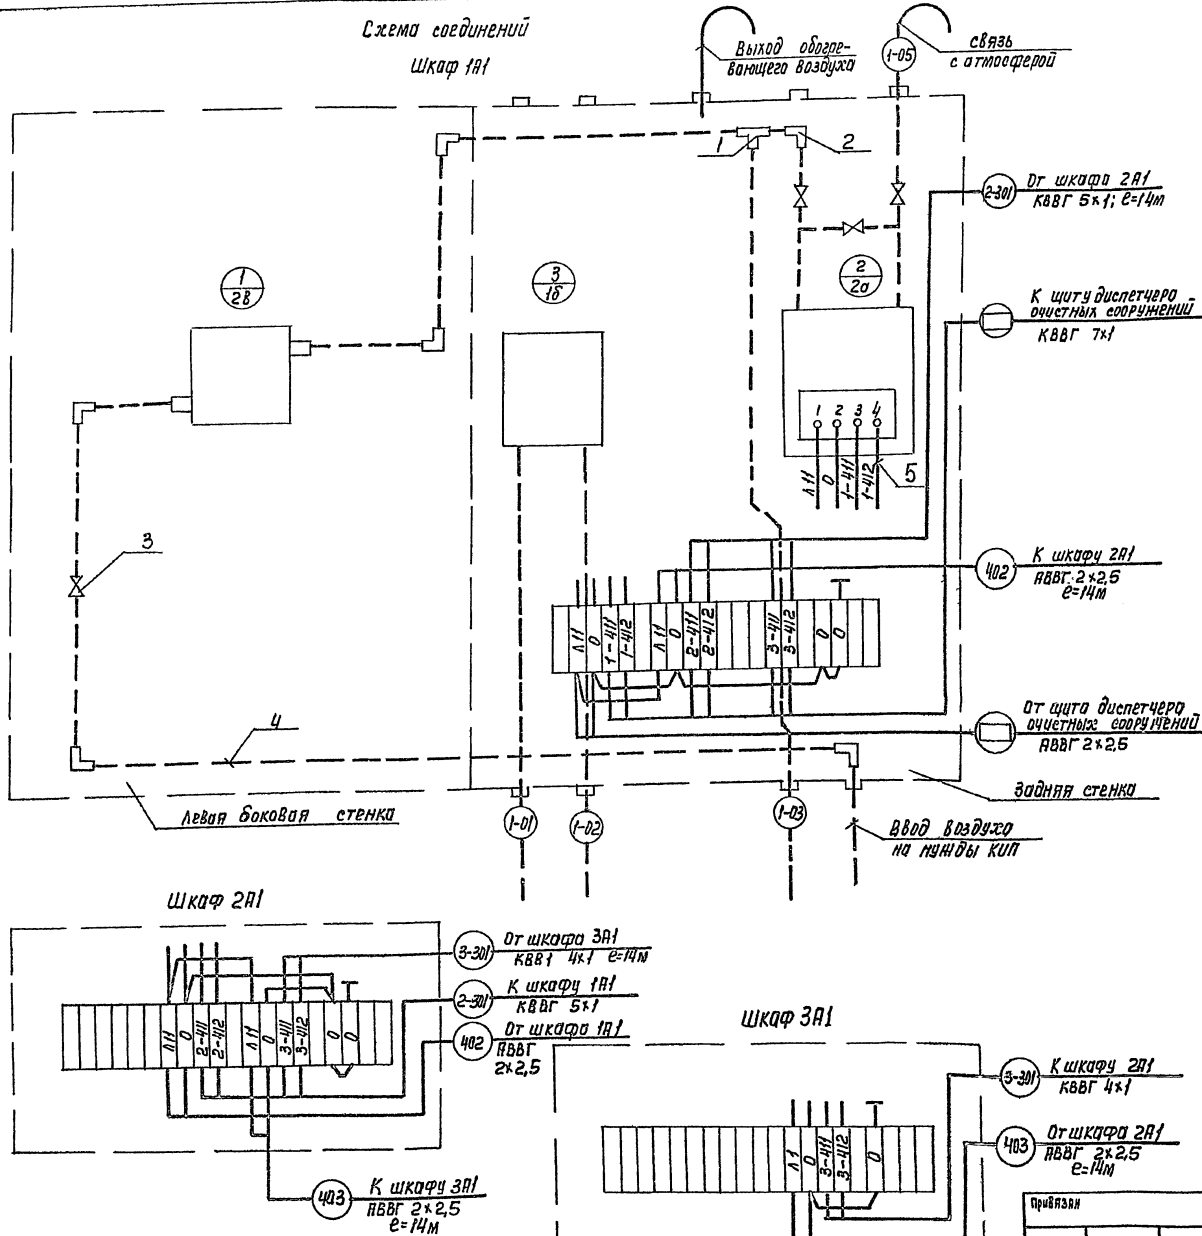 Схема соединений
Шкаф 1А1
Выход обогре-
вающего воздуха
1-05
связь
с атмосферой
1
2
2-301
От шкафа 2А1
КВВГ 5×1; ℓ=14м
1
2в
3
1б
2
2а
К щиту диспетчера
очистных сооружений
КВВГ 7×1
1 2 3 4
Л11 0 1-411 1-412
5
3
402
К шкафу 2А1
АВВГ 2×2,5
ℓ=14м
Л11 0 1-411 1-412 Л11 0 2-411 2-412 3-411 3-412 0 0
От щита диспетчера
очистных сооружений
АВВГ 2×2,5
4
Левая боковая стенка
Задняя стенка
1-01
1-02
1-03
Ввод воздуха
на нужды КИП
Шкаф 2А1
3-301
От шкафа 3А1
КВВГ 4×1 ℓ=14м
2-301
К шкафу 1А1
КВВГ 5×1
402
От шкафа 1А1
АВВГ
2×2,5
Л11 0 2-411 2-412 Л11 0 3-411 3-412 0 0
403
К шкафу 3А1
АВВГ 2×2,5
ℓ=14м
Шкаф 3А1
3-301
К шкафу 2А1
КВВГ 4×1
403
От шкафа 2А1
АВВГ 2×2,5
ℓ=14м
Л1 0 3-411 3-412 0
Привязан